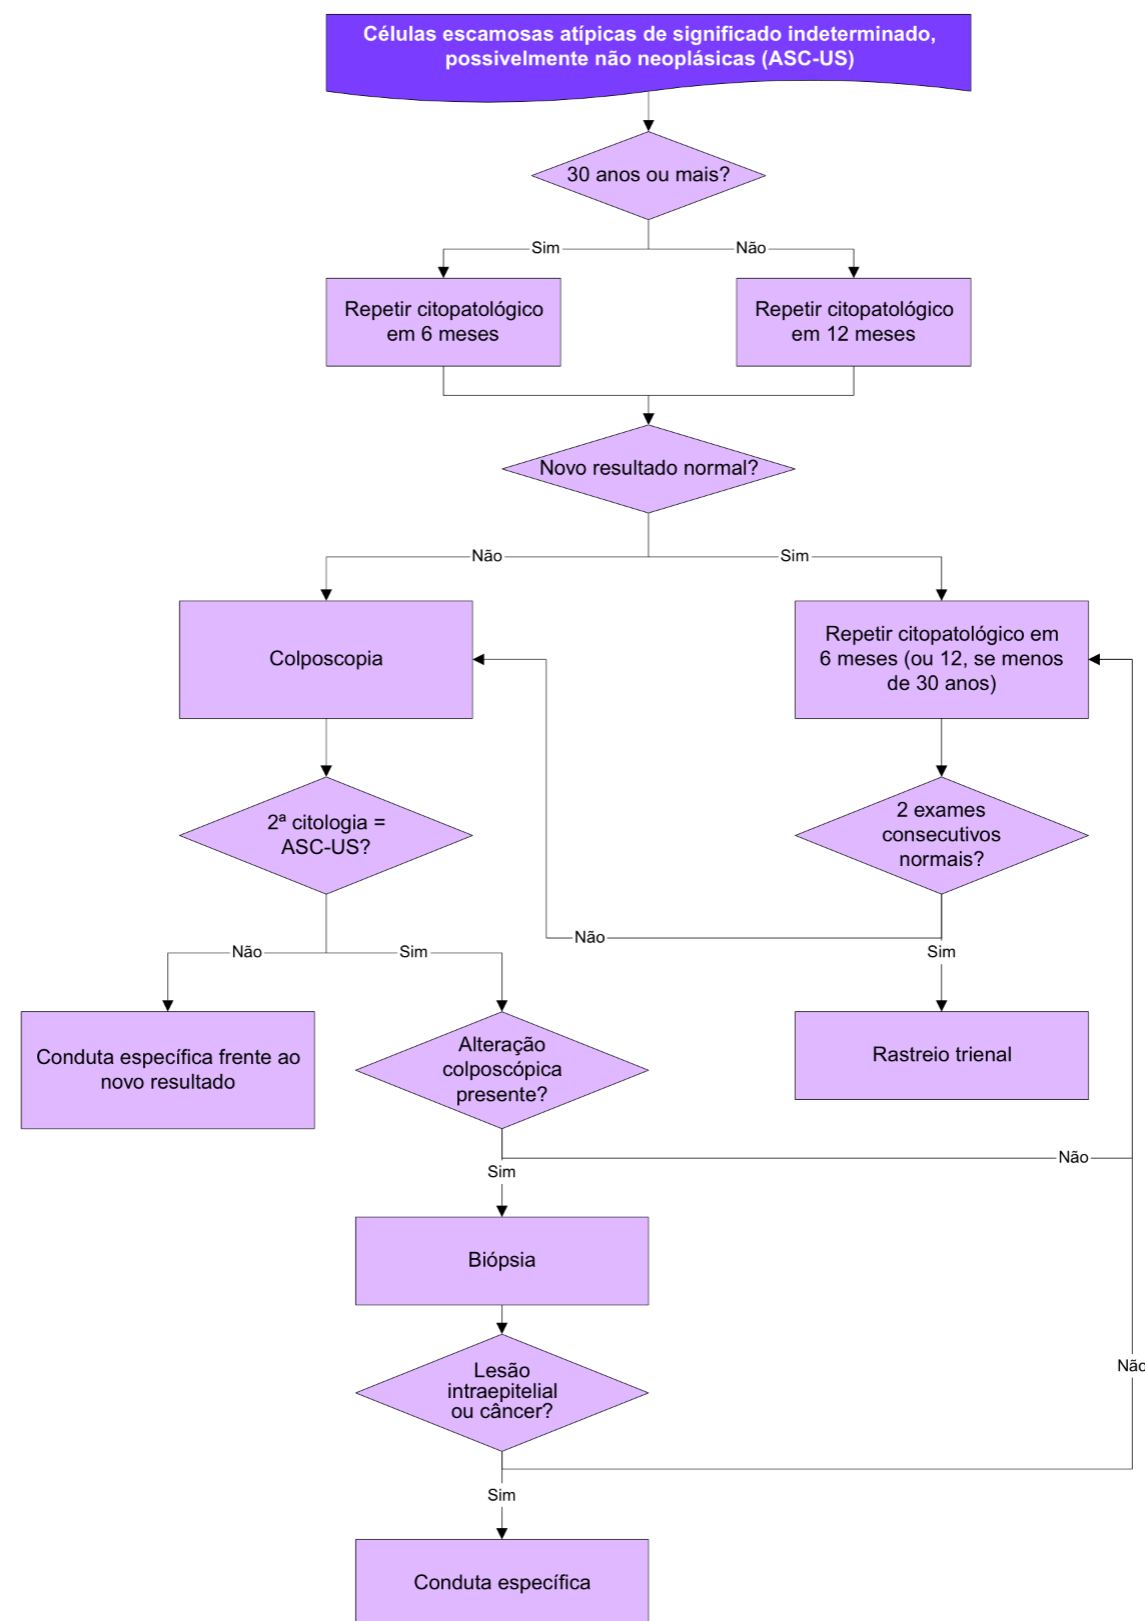 Células escamosas atípicas de significado indeterminado,
possivelmente não neoplásicas (ASC-US)
30 anos ou mais?
Sim
Não
Repetir citopatológico
em 6 meses
Repetir citopatológico
em 12 meses
Novo resultado normal?
Não
Sim
Colposcopia
Repetir citopatológico em
6 meses (ou 12, se menos
de 30 anos)
2ª citologia =
ASC-US?
2 exames
consecutivos
normais?
Não
Não
Sim
Sim
Conduta específica frente ao
novo resultado
Alteração
colposcópica
presente?
Rastreio trienal
Não
Sim
Biópsia
Lesão
intraepitelial
ou câncer?
Não
Sim
Conduta específica